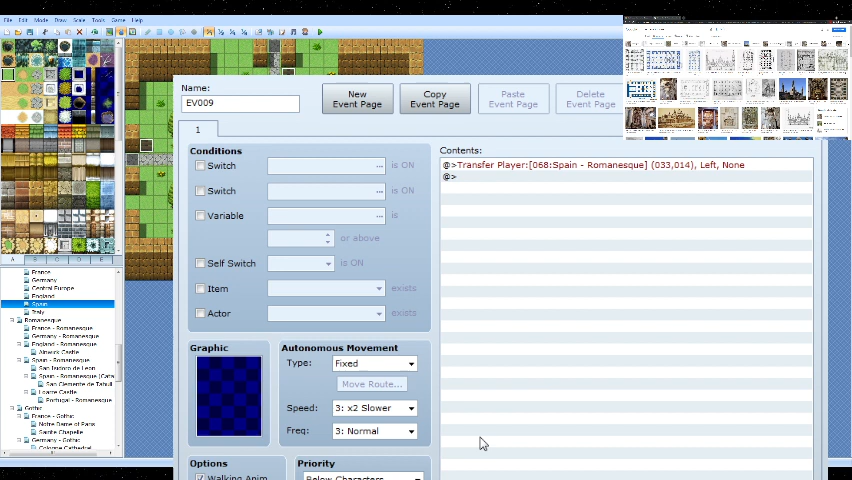 File Edit Mode Draw Scale Tools Game Help
Name:
EV009
New Event Page
Copy Event Page
Paste Event Page
Delete Event Page
1
Conditions
Switch ... is ON
Switch ... is ON
Variable ... is
or above
Self Switch is ON
Item exists
Actor exists
Contents:
@>Transfer Player:[068:Spain - Romanesque] (033,014), Left, None
@>
Graphic
Autonomous Movement
Type: Fixed
Move Route...
Speed: 3: x2 Slower
Freq: 3: Normal
Options
Walking Anim
Priority
Below Characters
A B C D E
France
Germany
Central Europe
England
Spain
Italy
Romanesque
France - Romanesque
Germany - Romanesque
England - Romanesque
Alnwick Castle
Spain - Romanesque
San Isidoro de Leon
Spain - Romanesque (Cata
San Clemente de Tahull
Loarre Castle
Portugal - Romanesque
Gothic
France - Gothic
Notre Dame of Paris
Sainte Chapelle
Germany - Gothic
Cologne Cathedral